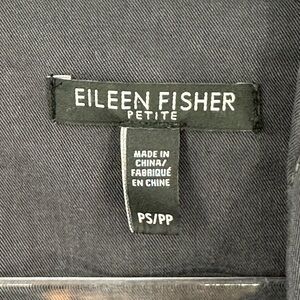 EILEEN FISHER
PETITE
MADE IN
CHINA/
FABRIQUÉ
EN CHINE
PS/PP